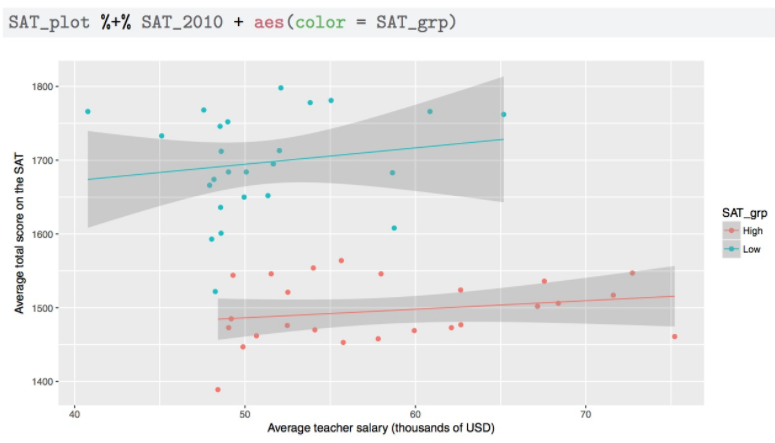 SAT_plot %+% SAT_2010 + aes(color = SAT_grp)
1800
1700
1600
1500
1400
Average total score on the SAT
40
50
60
70
Average teacher salary (thousands of USD)
SAT_grp
High
Low